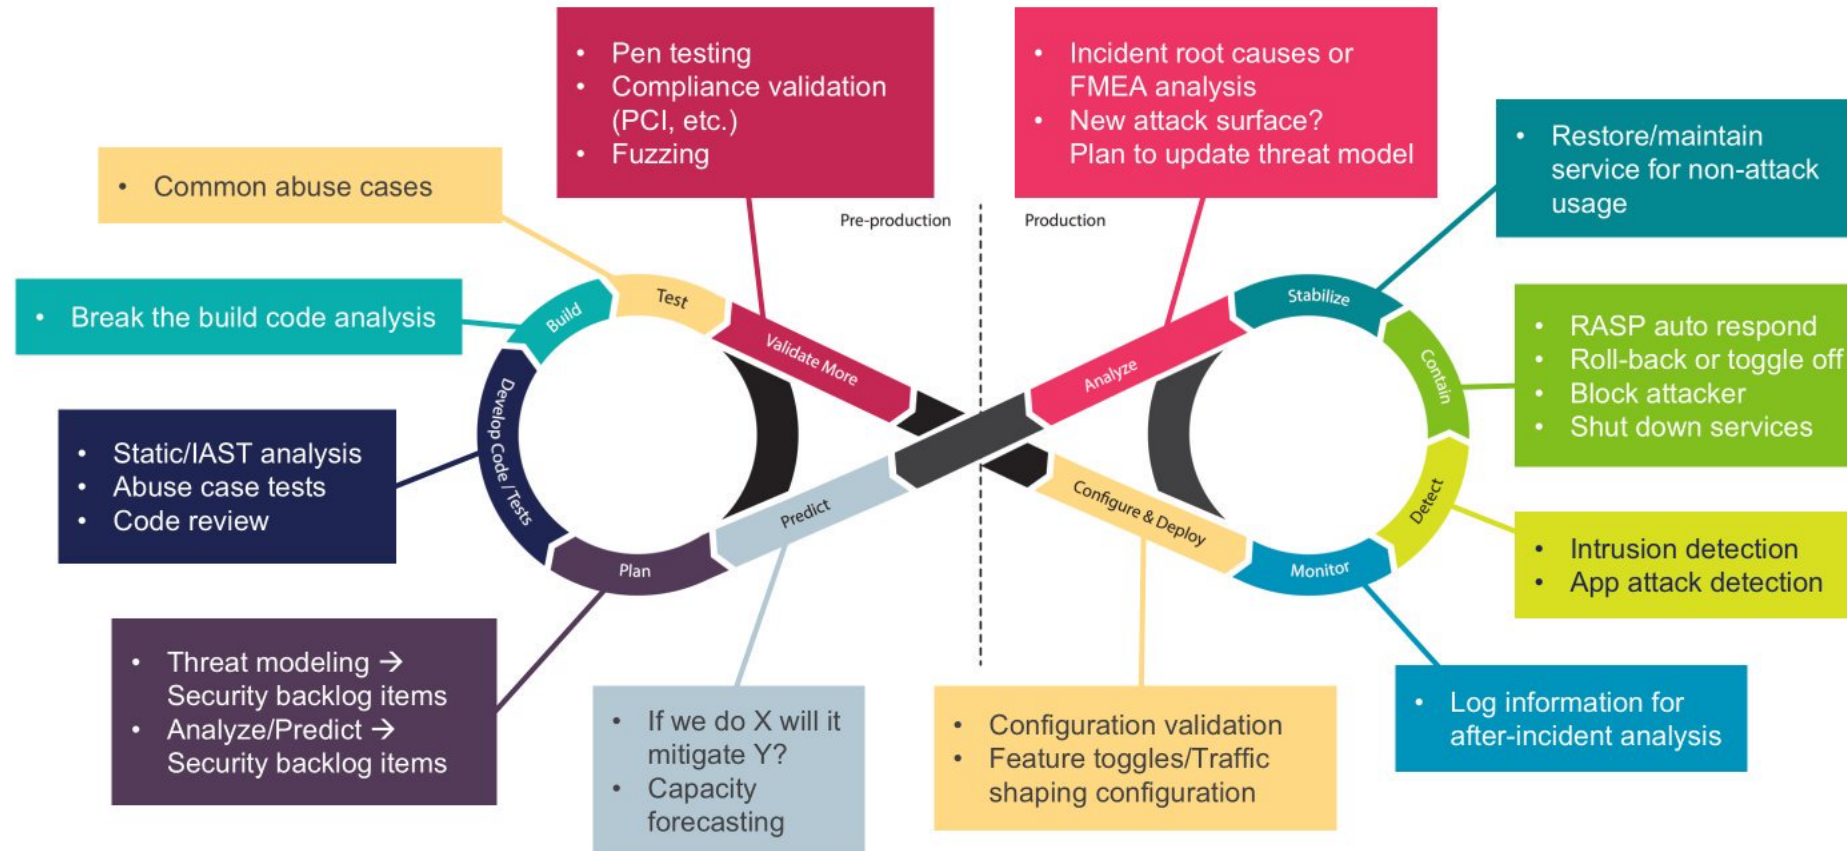 • Pen testing
• Compliance validation
(PCI, etc.)
• Fuzzing
• Incident root causes or
FMEA analysis
• New attack surface?
Plan to update threat model
• Restore/maintain
service for non-attack
usage
• Common abuse cases
Pre-production
Production
• Break the build code analysis
Build
Test
Validate More
Analyze
Stabilize
Contain
• RASP auto respond
• Roll-back or toggle off
• Block attacker
• Shut down services
• Static/IAST analysis
• Abuse case tests
• Code review
Develop Code / Tests
Plan
Predict
Configure & Deploy
Monitor
Detect
• Intrusion detection
• App attack detection
• Threat modeling →
Security backlog items
• Analyze/Predict →
Security backlog items
• If we do X will it
mitigate Y?
• Capacity
forecasting
• Configuration validation
• Feature toggles/Traffic
shaping configuration
• Log information for
after-incident analysis